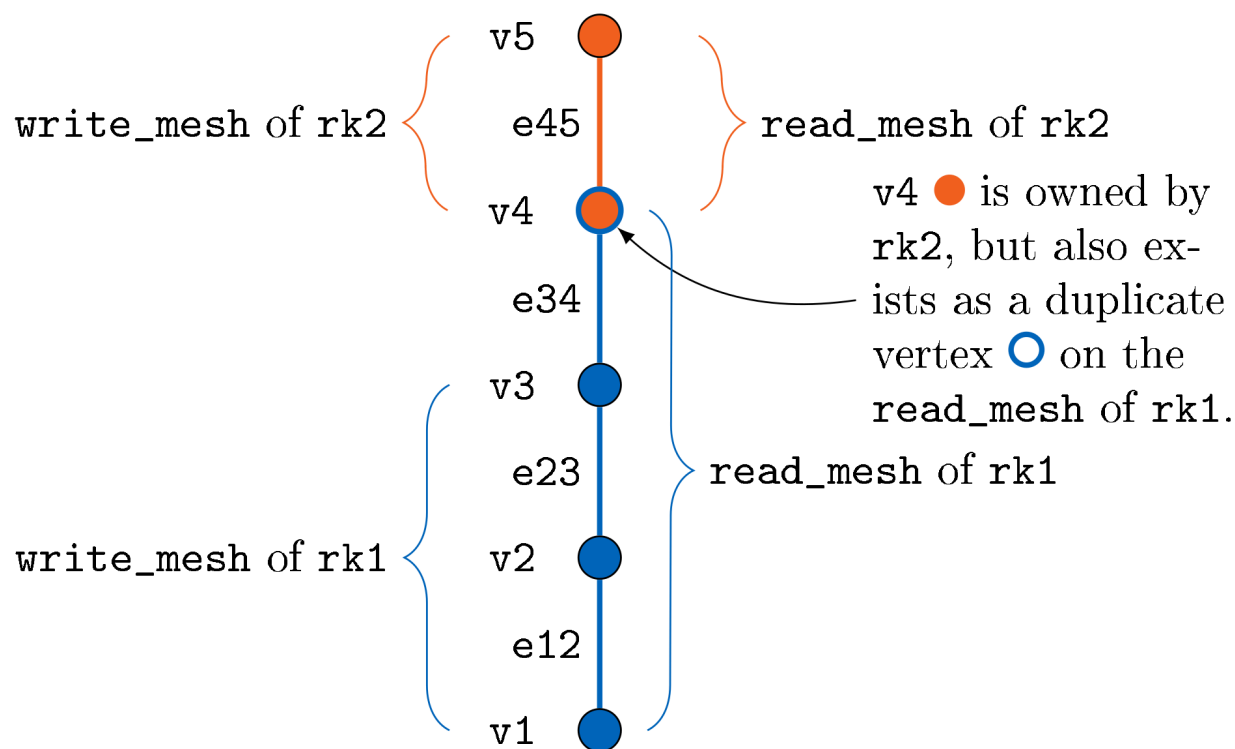 v5
write_mesh of rk2
e45
read_mesh of rk2
v4
v4 is owned by
rk2, but also ex-
ists as a duplicate
vertex on the
read_mesh of rk1.
e34
v3
e23
read_mesh of rk1
write_mesh of rk1
v2
e12
v1